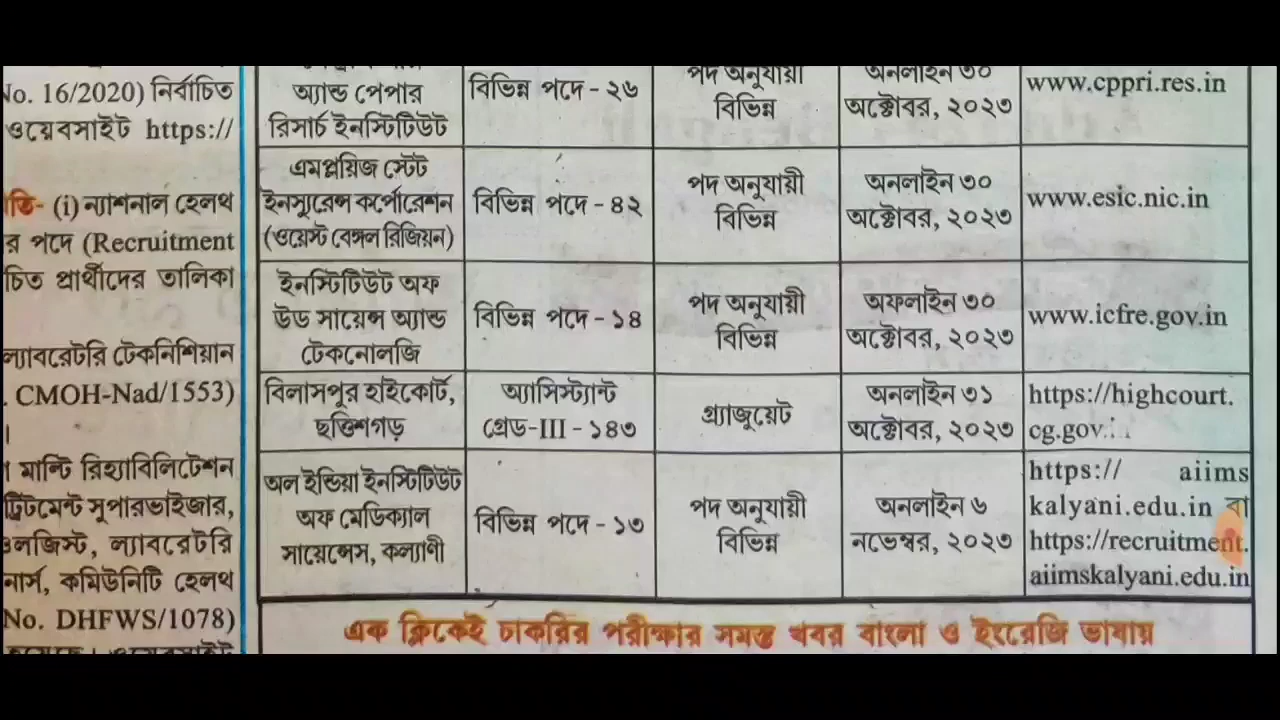 No. 16/2020) নির্বাচিত
ওয়েবসাইট https://
(i) ন্যাশনাল হেলথ
র পদে (Recruitment
চিত প্রার্থীদের তালিকা
ল্যাবরেটরি টেকনিশিয়ান
. CMOH-Nad/1553)
।
মাল্টি রিহ্যাবিলিটেশন
ট্রিটমেন্ট সুপারভাইজার,
ল্যাবরেটরি
নার্স, কমিউনিটি হেলথ
No. DHFWS/1078)
অ্যান্ড পেপার
রিসার্চ ইনস্টিটিউট
বিভিন্ন পদে - ২৬
পদ অনুযায়ী
বিভিন্ন
অনলাইন ৩০
অক্টোবর, ২০২৩
www.cppri.res.in
এমপ্লয়িজ স্টেট
ইনস্যুরেন্স কর্পোরেশন
(ওয়েস্ট বেঙ্গল রিজিয়ন)
বিভিন্ন পদে - ৪২
পদ অনুযায়ী
বিভিন্ন
অনলাইন ৩০
অক্টোবর, ২০২৩
www.esic.nic.in
ইনস্টিটিউট অফ
উড সায়েন্স অ্যান্ড
টেকনোলজি
বিভিন্ন পদে - ১৪
পদ অনুযায়ী
বিভিন্ন
অফলাইন ৩০
অক্টোবর, ২০২৩
www.icfre.gov.in
বিলাসপুর হাইকোর্ট,
ছত্তিশগড়
অ্যাসিস্ট্যান্ট
গ্রেড-III - ১৪৩
গ্র্যাজুয়েট
অনলাইন ৩১
অক্টোবর, ২০২৩
https://highcourt.
cg.gov.in
অল ইন্ডিয়া ইনস্টিটিউট
অফ মেডিক্যাল
সায়েন্সেস, কল্যাণী
বিভিন্ন পদে - ১৩
পদ অনুযায়ী
বিভিন্ন
অনলাইন ৬
নভেম্বর, ২০২৩
https:// aiims
kalyani.edu.in বা
https://recruitment.
aiimskalyani.edu.in
এক ক্লিকেই চাকরির পরীক্ষার সমস্ত খবর বাংলা ও ইংরেজি ভাষায়